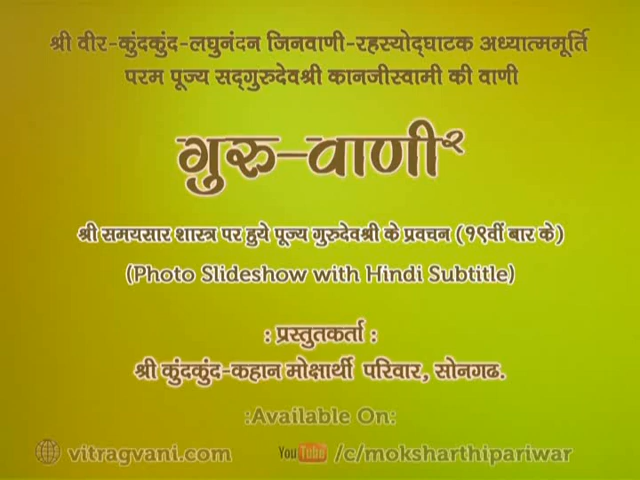 श्री वीर-कुंदकुंद-लघुनंदन जिनवाणी-रहस्योद्घाटक अध्यात्ममूर्ति
परम पूज्य सद्गुरुदेवश्री कानजीस्वामी की वाणी
गुरु-वाणी२
श्री समयसार शास्त्र पर हुये पूज्य गुरुदेवश्री के प्रवचन (१९वीं बार के)
(Photo Slideshow with Hindi Subtitle)
: प्रस्तुतकर्ता :
श्री कुंदकुंद-कहान मोक्षार्थी परिवार, सोनगढ.
:Available On:
vitragvani.com YouTube /c/moksharthipariwar